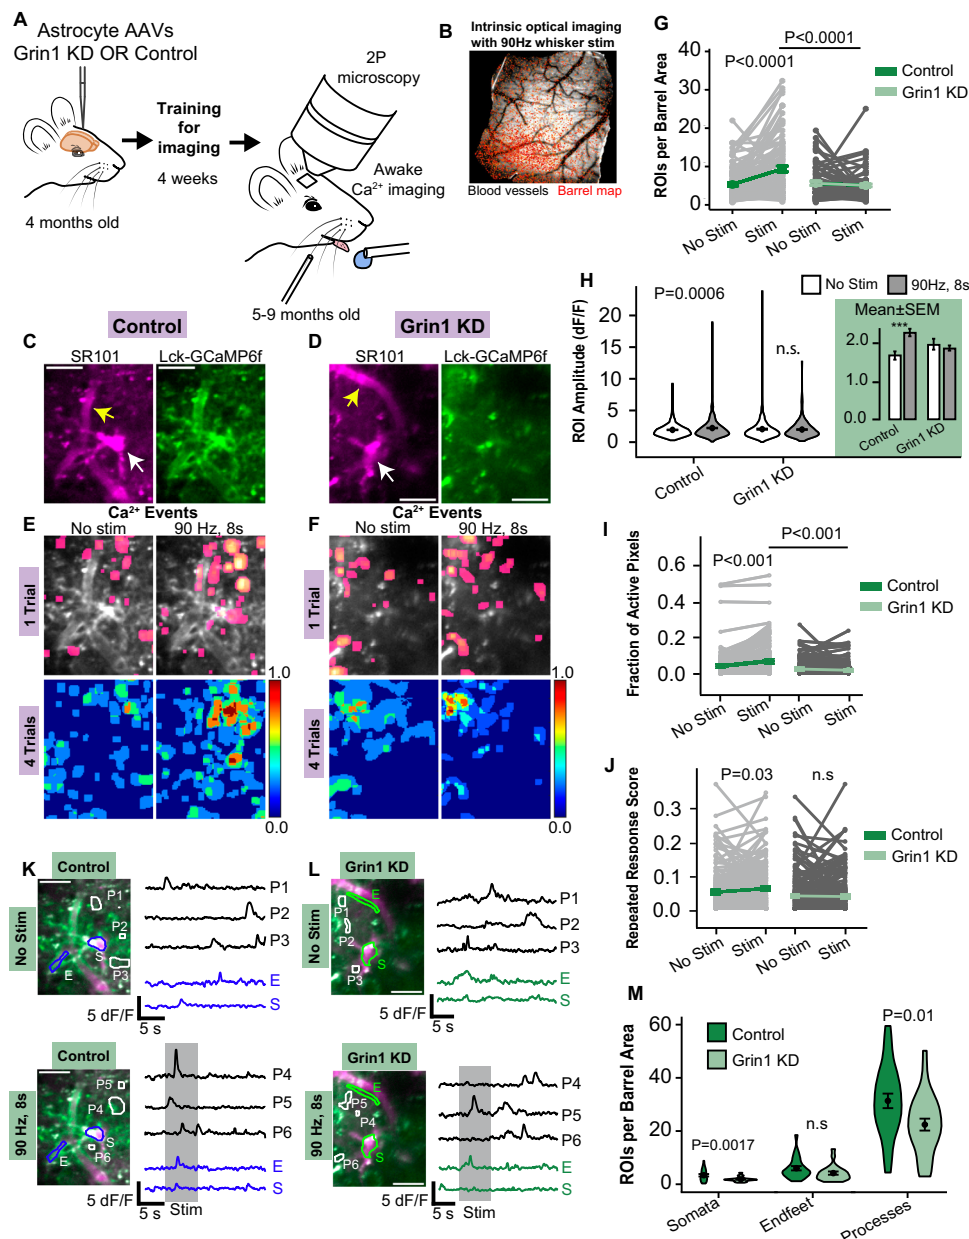 A
Astrocyte AAVs
Grin1 KD OR Control
Training
for
imaging
4 weeks
4 months old
2P
microscopy
Awake
Ca²⁺ imaging
5-9 months old
B
Intrinsic optical imaging
with 90Hz whisker stim
Blood vessels Barrel map
G
P<0.0001
P<0.0001
Control
Grin1 KD
ROIs per Barrel Area
40
30
20
10
0
No Stim
Stim
No Stim
Stim
H
No Stim
90Hz, 8s
P=0.0006
n.s.
ROI Amplitude (dF/F)
20
15
10
5
0
Control
Grin1 KD
Mean±SEM
***
2.0
1.0
0.0
Control
Grin1 KD
Control
C
SR101
Lck-GCaMP6f
Grin1 KD
D
SR101
Lck-GCaMP6f
Ca²⁺ Events
E
No stim
90 Hz, 8s
1 Trial
4 Trials
1.0
0.0
Ca²⁺ Events
F
No stim
90 Hz, 8s
1 Trial
4 Trials
1.0
0.0
I
P<0.001
P<0.001
Control
Grin1 KD
Fraction of Active Pixels
0.6
0.4
0.2
0.0
No Stim
Stim
No Stim
Stim
J
P=0.03
n.s
Control
Grin1 KD
Repeated Response Score
0.4
0.3
0.2
0.1
0.0
No Stim
Stim
No Stim
Stim
K
Control
No Stim
P1
P2
P3
E
S
P1
P2
P3
E
S
5 dF/F
5 s
Control
90 Hz, 8s
P5
P4
P6
E
S
P4
P5
P6
E
S
5 dF/F
5 s
Stim
L
Grin1 KD
No Stim
P1
P2
P3
E
S
P1
P2
P3
E
S
5 dF/F
5 s
Grin1 KD
90 Hz, 8s
E
P5
P4
S
P6
P4
P5
P6
E
S
5 dF/F
5 s
Stim
M
Control
Grin1 KD
P=0.01
P=0.0017
n.s
ROIs per Barrel Area
60
40
20
0
Somata
Endfeet
Processes